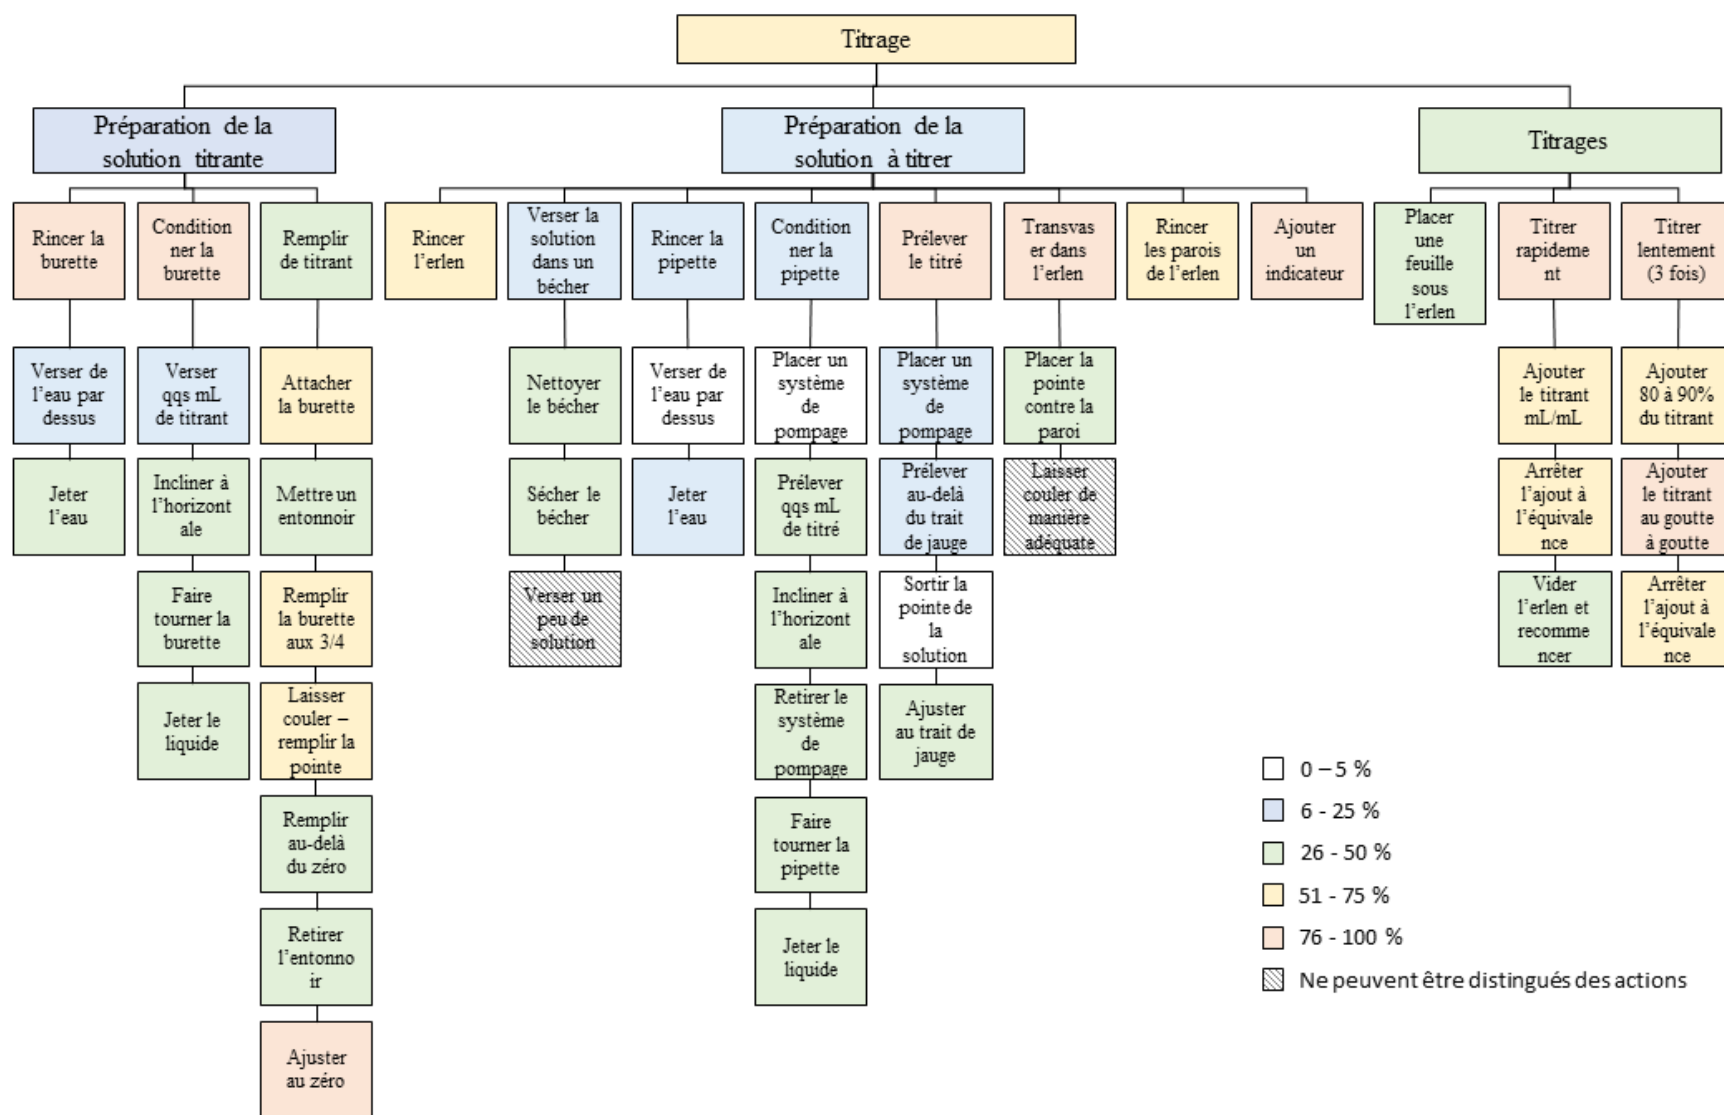 Titrage
Préparation de la
solution titrante
Préparation de la
solution à titrer
Titrages
Rincer la
burette
Condition
ner la
burette
Remplir
de titrant
Rincer
l'erlen
Verser la
solution
dans un
bécher
Rincer la
pipette
Condition
ner la
pipette
Prélever
le titré
Transvas
er dans
l'erlen
Rincer
les parois
de l'erlen
Ajouter
un
indicateur
Placer
une
feuille
sous
l'erlen
Titrer
rapideme
nt
Titrer
lentement
(3 fois)
Verser de
l'eau par
dessus
Jeter
l'eau
Verser
qqs mL
de titrant
Incliner à
l'horizont
ale
Faire
tourner la
burette
Jeter le
liquide
Attacher
la burette
Mettre un
entonnoir
Remplir
la burette
aux 3/4
Laisser
couler –
remplir la
pointe
Remplir
au-delà
du zéro
Retirer
l'entonno
ir
Ajuster
au zéro
Nettoyer
le bécher
Sécher le
bécher
Verser un
peu de
solution
Verser de
l'eau par
dessus
Jeter
l'eau
Placer un
système
de
pompage
Prélever
qqs mL
de titré
Incliner à
l'horizont
ale
Retirer le
système
de
pompage
Faire
tourner la
pipette
Jeter le
liquide
Placer un
système
de
pompage
Prélever
au-delà
du trait
de jauge
Sortir la
pointe de
la
solution
Ajuster
au trait de
jauge
Placer la
pointe
contre la
paroi
Laisser
couler de
manière
adéquate
Ajouter
le titrant
mL/mL
Arrêter
l'ajout à
l'équivale
nce
Vider
l'erlen et
recomme
ncer
Ajouter
80 à 90%
du titrant
Ajouter
le titrant
au goutte
à goutte
Arrêter
l'ajout à
l'équivale
nce
0 – 5 %
6 - 25 %
26 - 50 %
51 - 75 %
76 - 100 %
Ne peuvent être distingués des actions